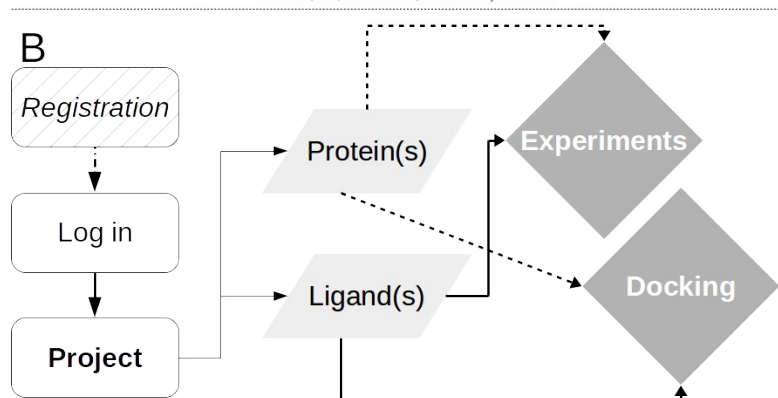 B
Registration
Protein(s)
Experiments
Log in
Ligand(s)
Docking
Project